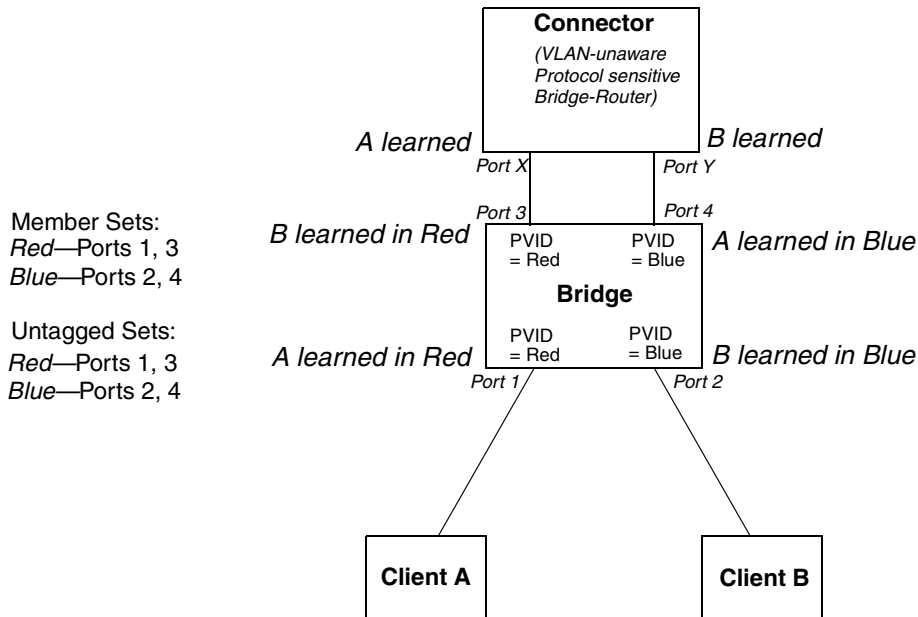 Connector
(VLAN-unaware
Protocol sensitive
Bridge-Router)
A learned
B learned
Port X
Port Y
Port 3
Port 4
Member Sets:
Red—Ports 1, 3
Blue—Ports 2, 4
B learned in Red
PVID
= Red
PVID
= Blue
A learned in Blue
Bridge
Untagged Sets:
Red—Ports 1, 3
Blue—Ports 2, 4
A learned in Red
PVID
= Red
PVID
= Blue
B learned in Blue
Port 1
Port 2
Client A
Client B